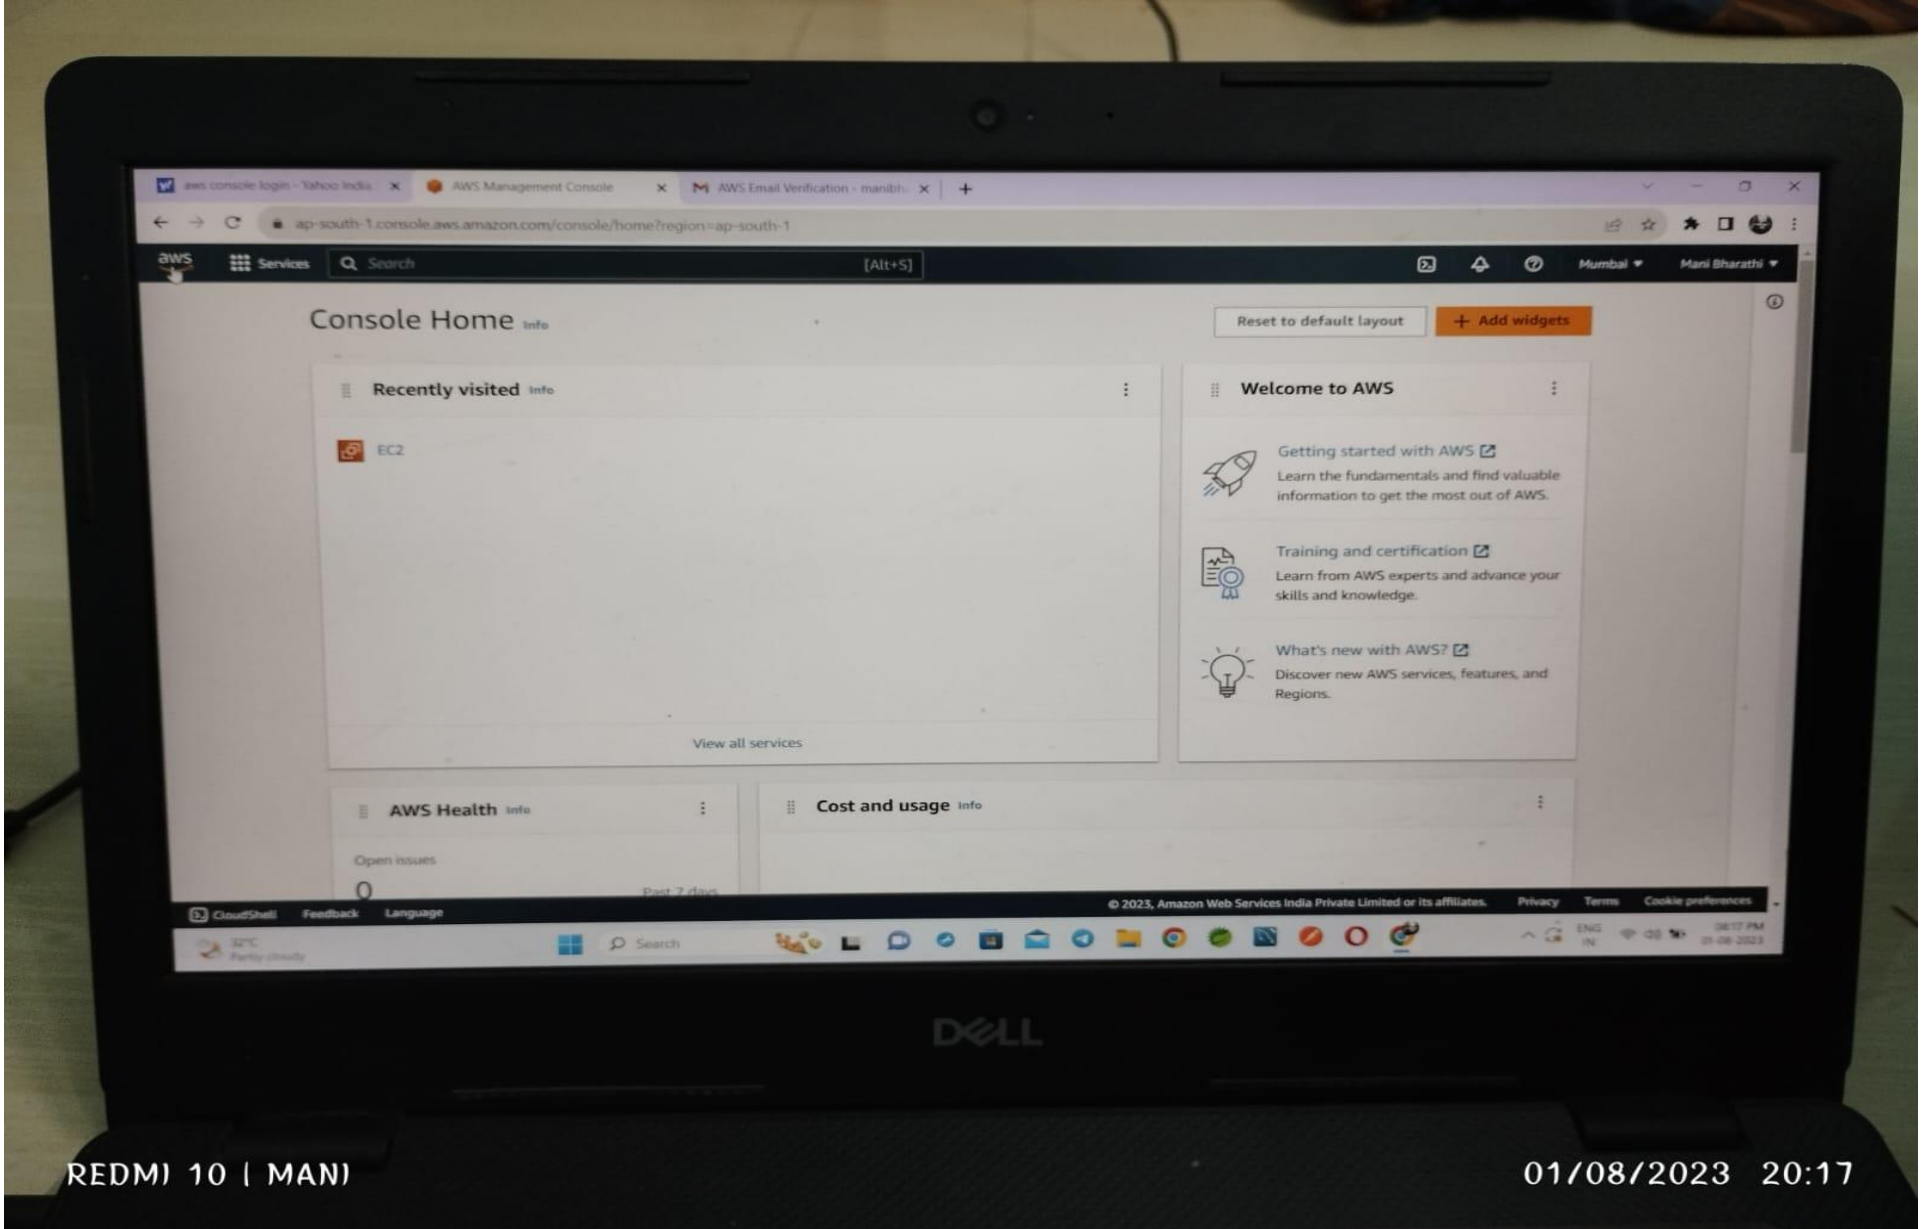 aws console login - Yahoo India
AWS Management Console
AWS Email Verification - manibh
ap-south-1.console.aws.amazon.com/console/home?region=ap-south-1
aws
Services
Search
[Alt+S]
Mumbai
Mani Bharathi
Console Home Info
Reset to default layout
+ Add widgets
Recently visited Info
EC2
View all services
Welcome to AWS
Getting started with AWS
Learn the fundamentals and find valuable
information to get the most out of AWS.
Training and certification
Learn from AWS experts and advance your
skills and knowledge.
What's new with AWS?
Discover new AWS services, features, and
Regions.
AWS Health Info
Open issues
0
Past 7 days
Cost and usage Info
CloudShell Feedback Language
© 2023, Amazon Web Services India Private Limited or its affiliates. Privacy Terms Cookie preferences
32°C
Partly cloudy
Search
ENG
IN
08:17 PM
01-08-2023
DELL
REDMI 10 | MANI
01/08/2023 20:17